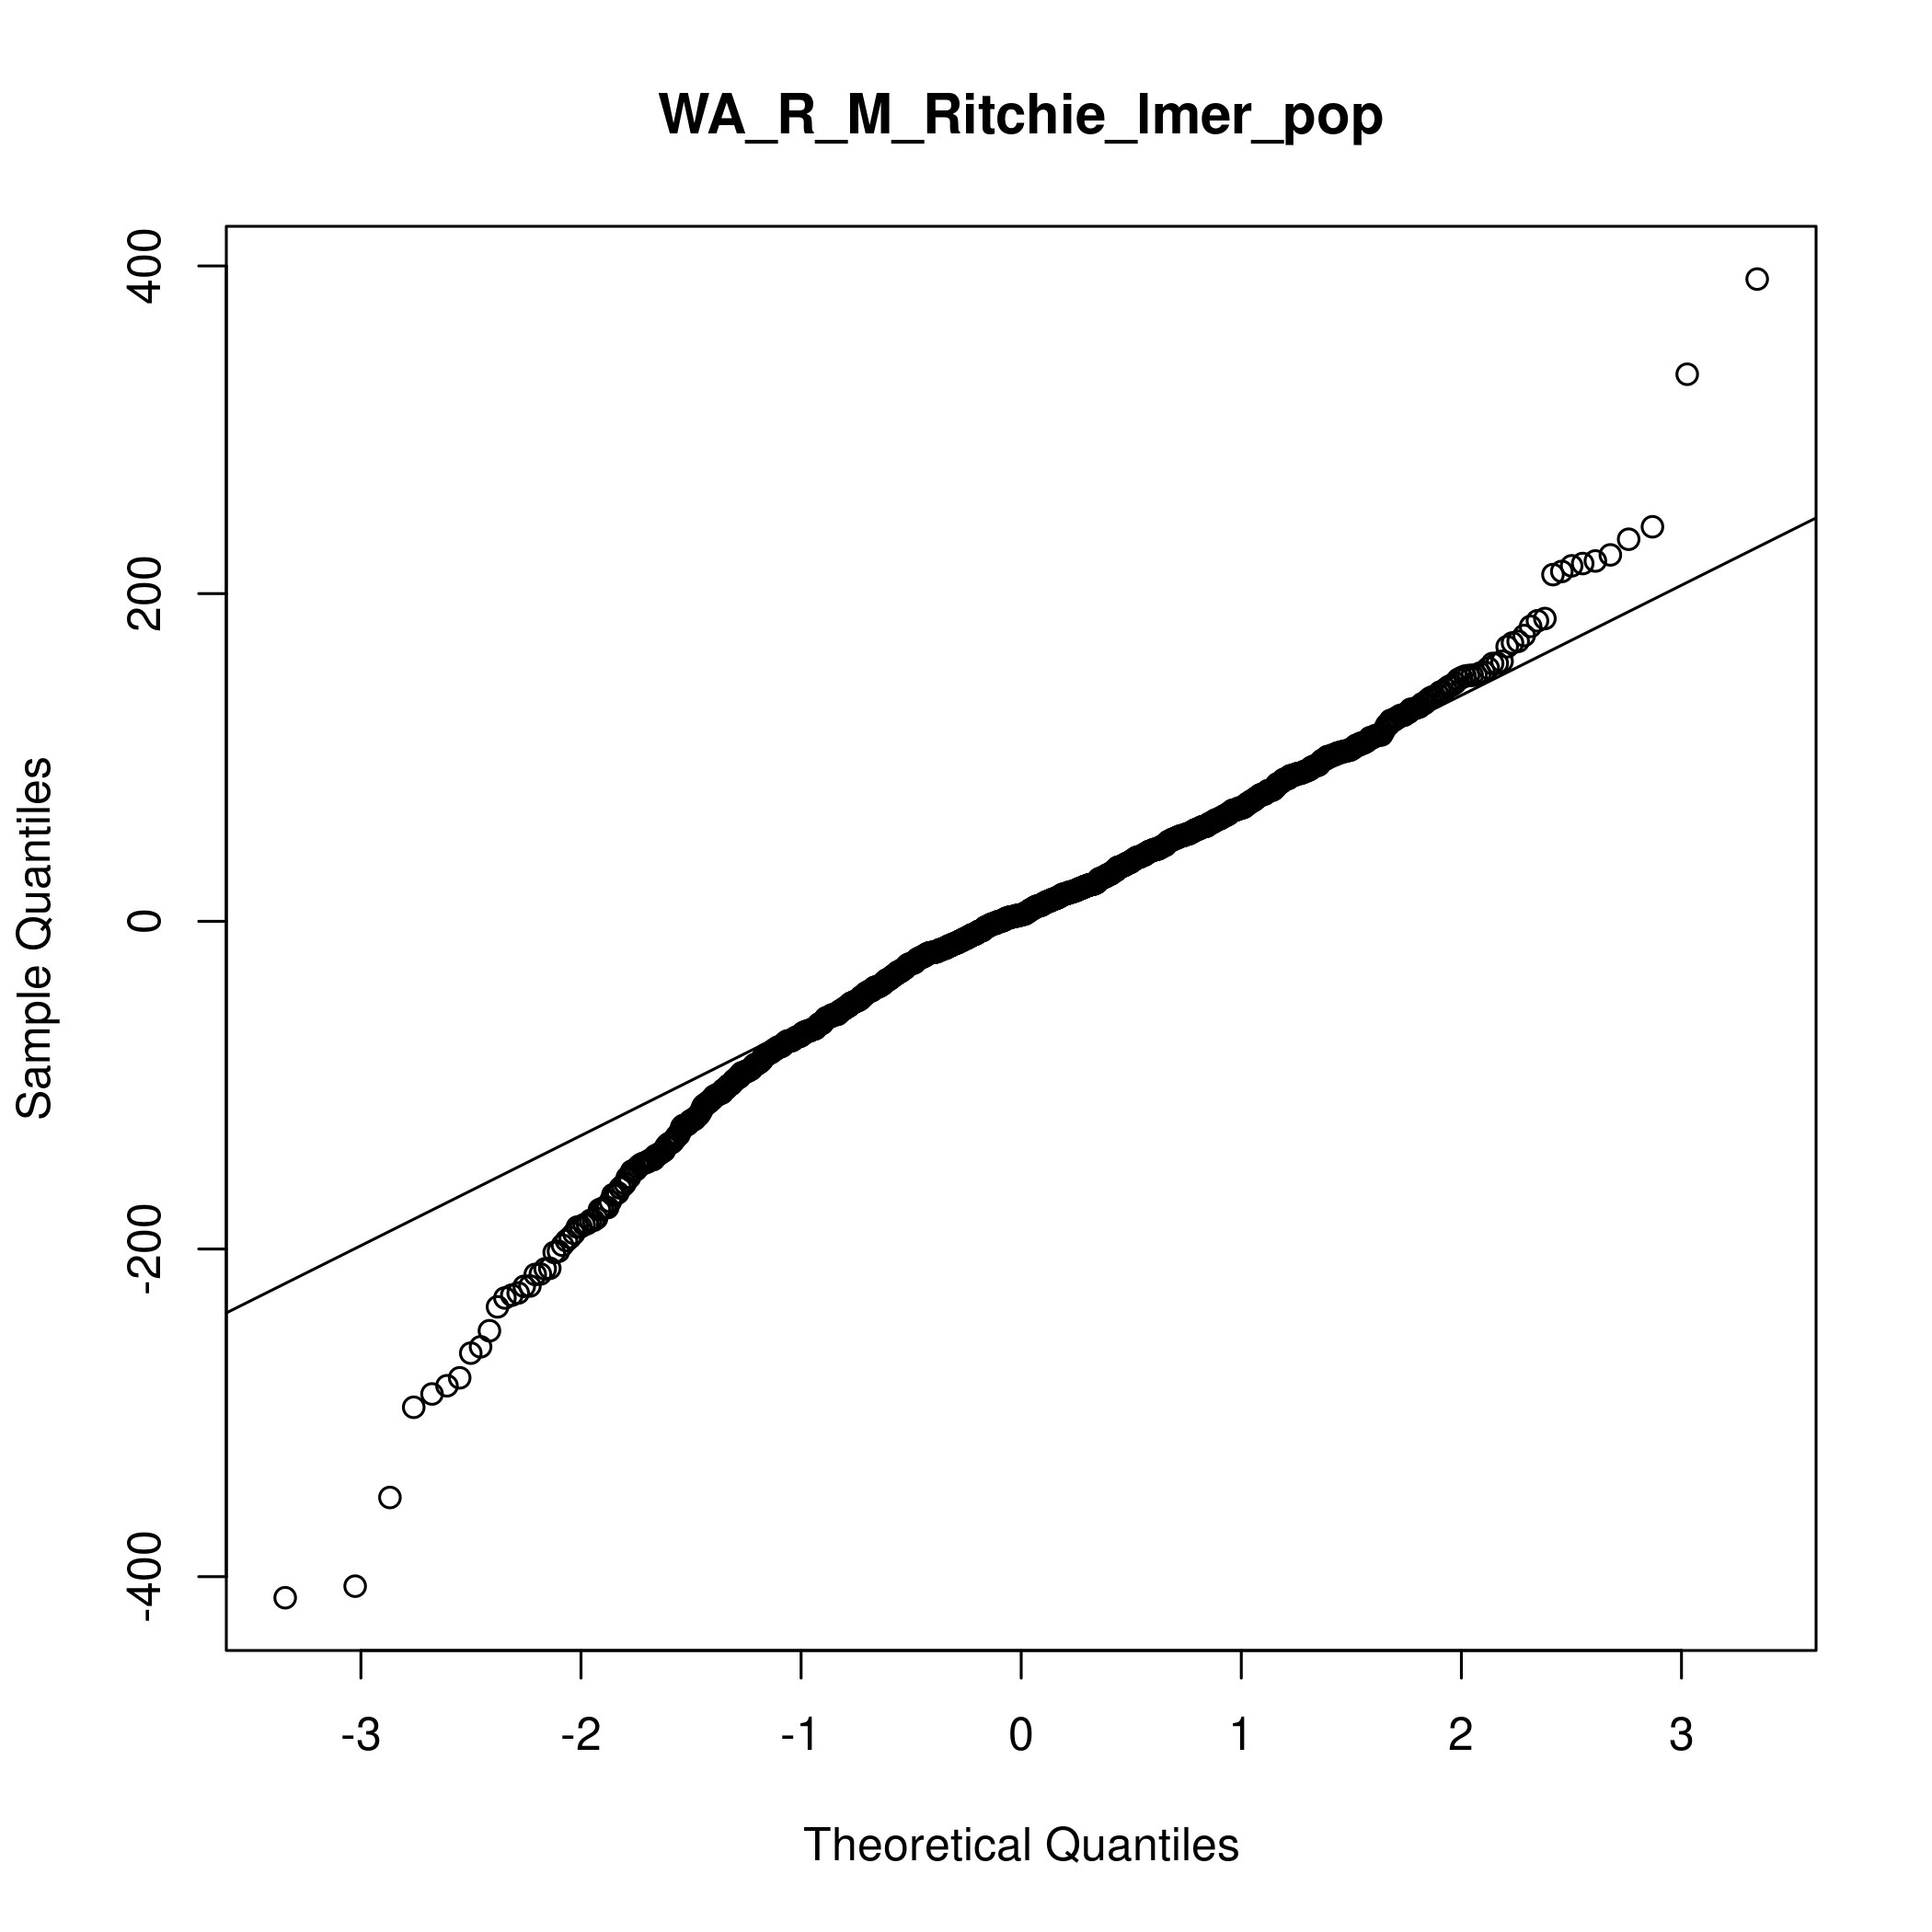 WA_R_M_Ritchie_lmer_pop
400
200
0
-200
-400
Sample Quantiles
-3 -2 -1 0 1 2 3
Theoretical Quantiles